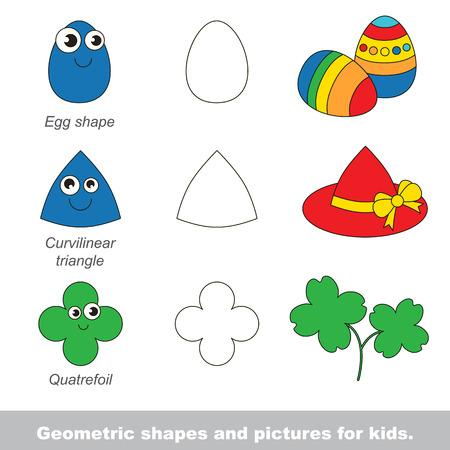 Egg shape
Curvilinear
triangle
Quatrefoil
Geometric shapes and pictures for kids.